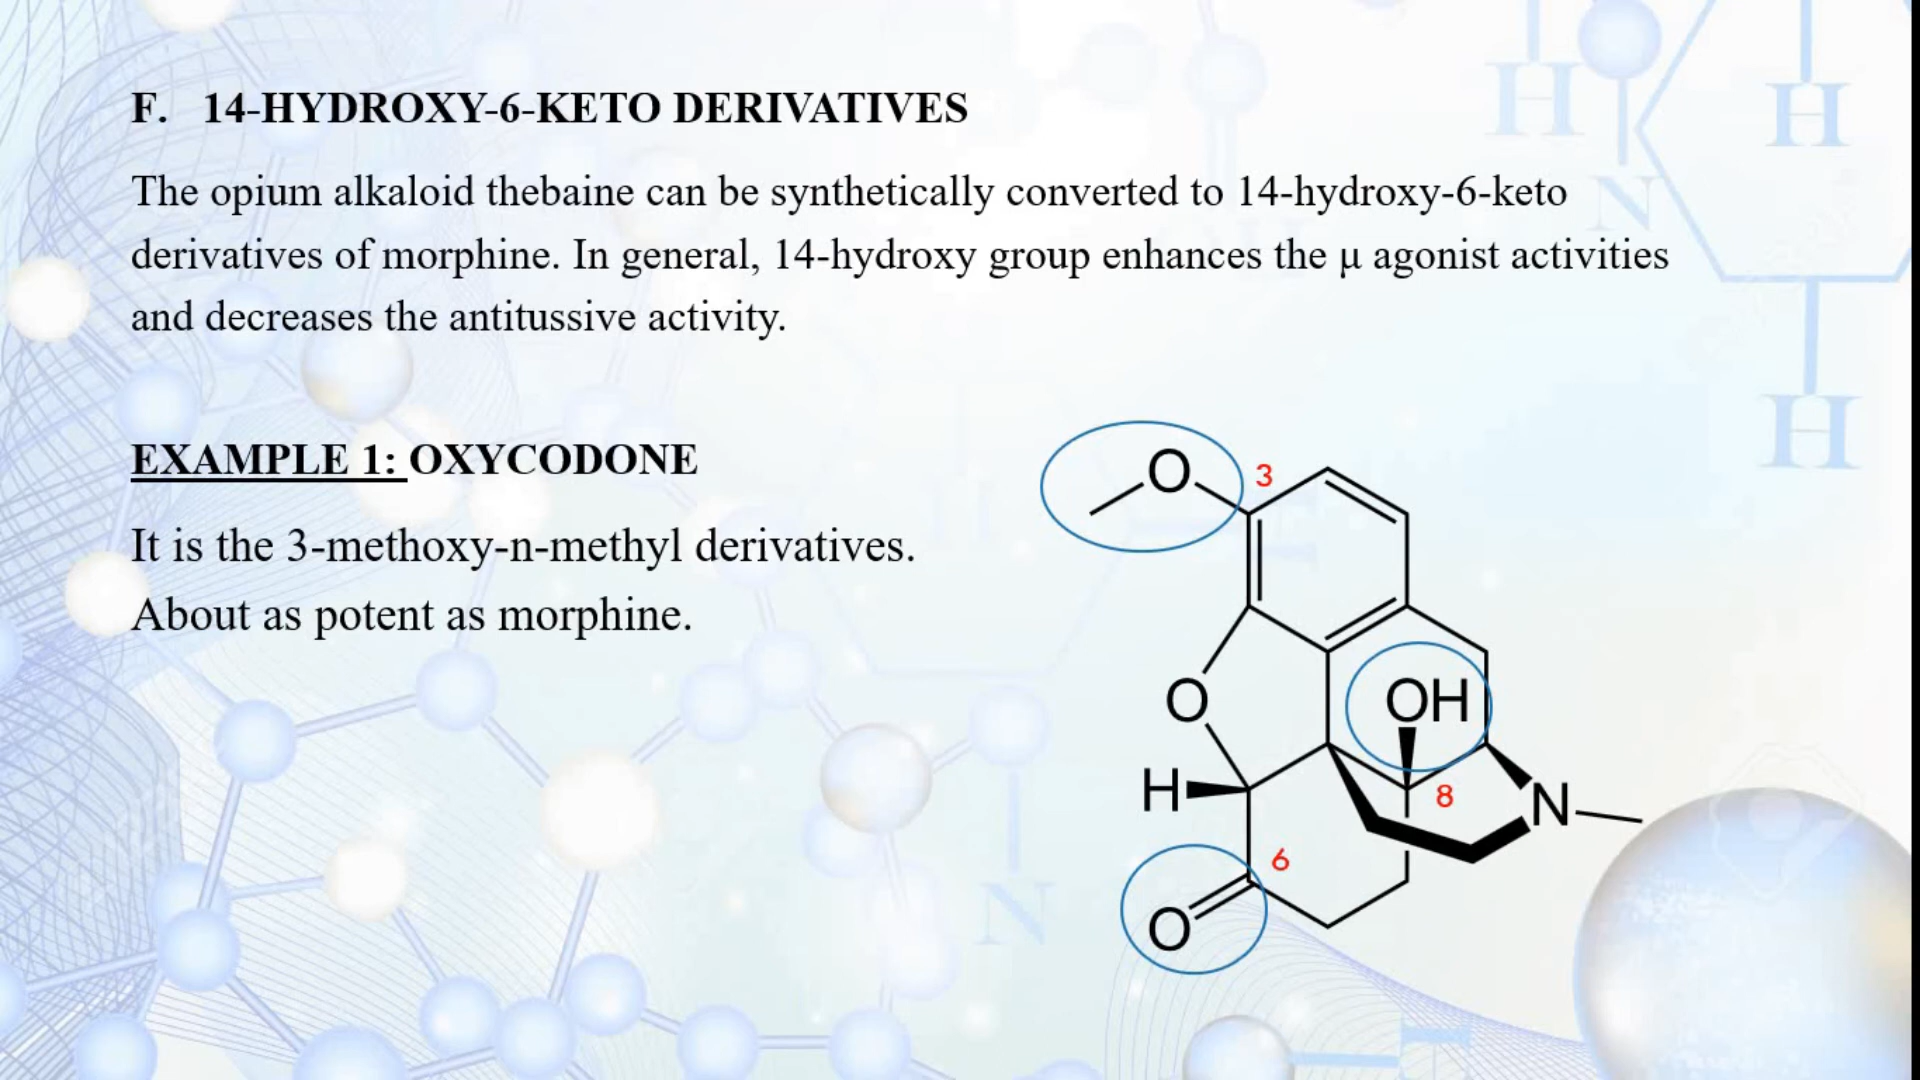 F. 14-HYDROXY-6-KETO DERIVATIVES
The opium alkaloid thebaine can be synthetically converted to 14-hydroxy-6-keto
derivatives of morphine. In general, 14-hydroxy group enhances the μ agonist activities
and decreases the antitussive activity.
EXAMPLE 1: OXYCODONE
It is the 3-methoxy-n-methyl derivatives.
About as potent as morphine.
O 3
OH
O
H 8 N
6
O
H H
N
H
N